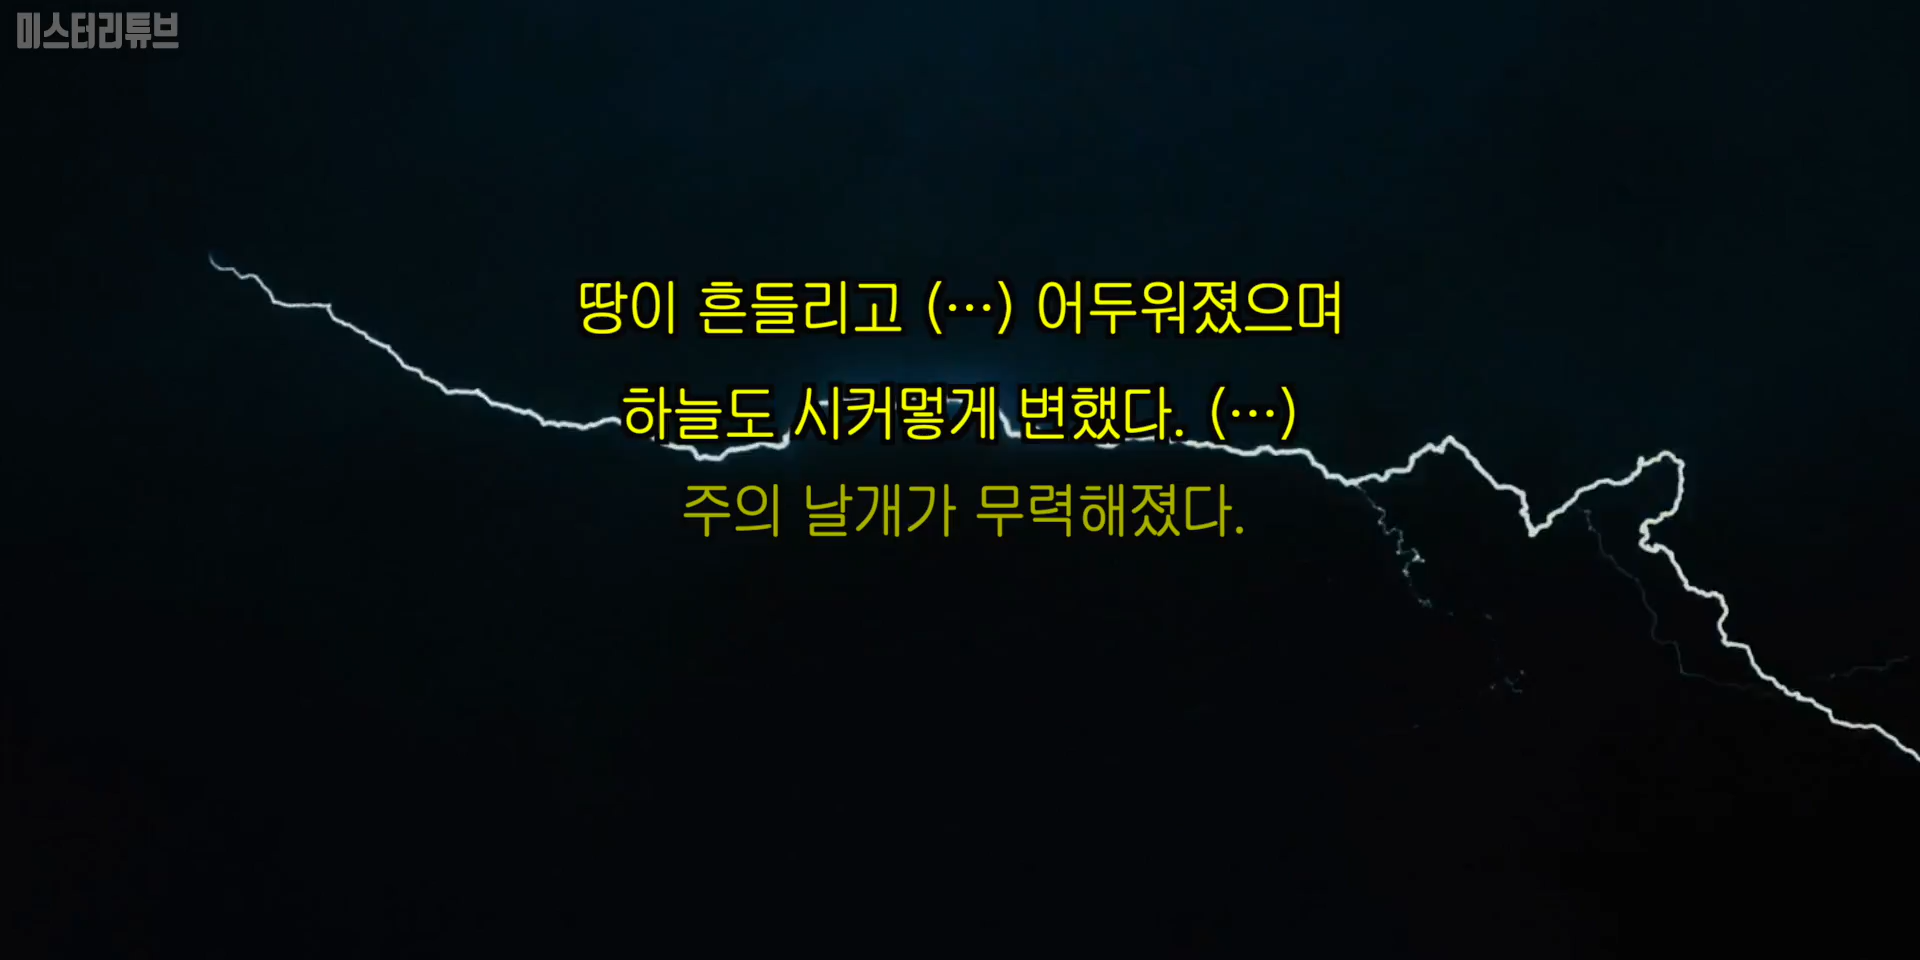 미스터리튜브
땅이 흔들리고 (…) 어두워졌으며
하늘도 시커멓게 변했다. (…)
주의 날개가 무력해졌다.